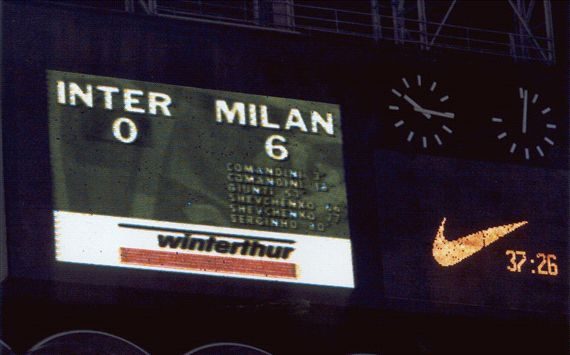 INTER
0
MILAN
6
COMANDINI
COMANDINI
GIUNTI
SHEVCHENKO
SHEVCHENKO
SERGINHO
winterthur
37:26